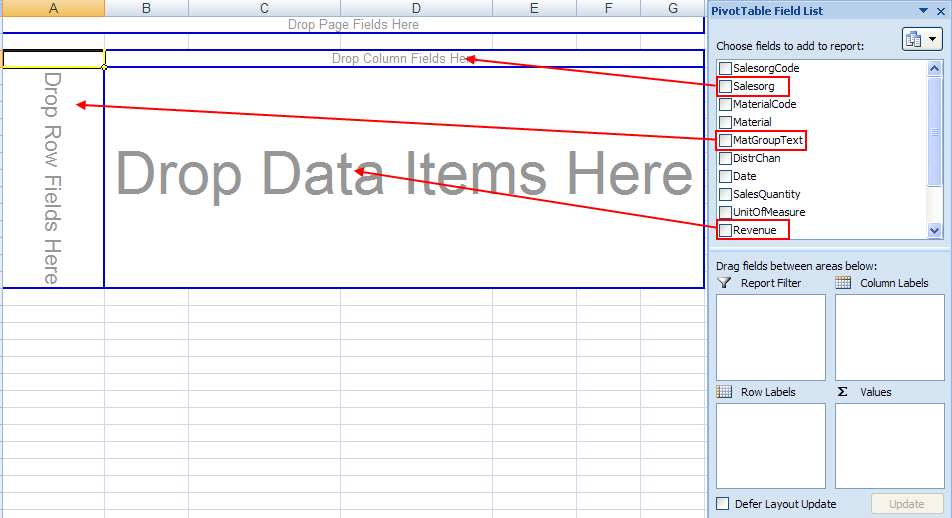 A B C D E F G
Drop Page Fields Here
Drop Column Fields Here
Drop Row Fields Here
Drop Data Items Here
PivotTable Field List
Choose fields to add to report:
SalesorgCode
Salesorg
MaterialCode
Material
MatGroupText
DistrChan
Date
SalesQuantity
UnitOfMeasure
Revenue
Drag fields between areas below:
Report Filter
Column Labels
Row Labels
Σ Values
Defer Layout Update
Update